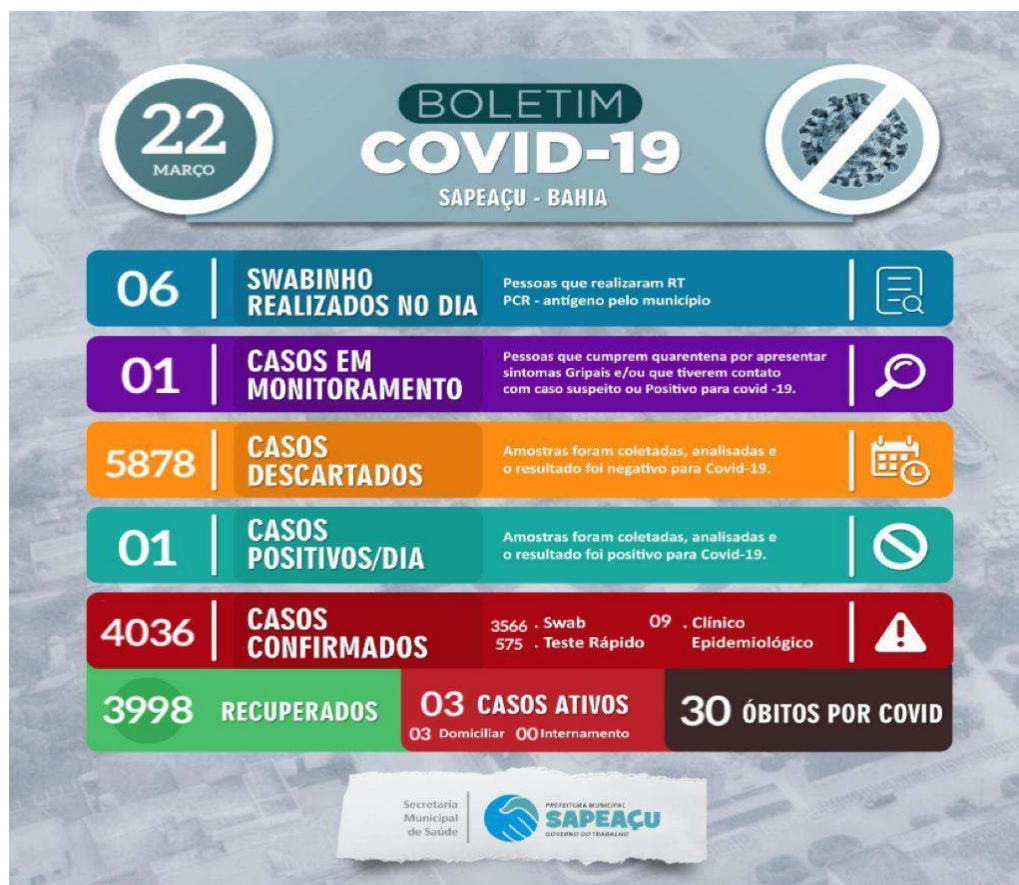 22
MARÇO
BOLETIM
COVID-19
SAPEAÇU - BAHIA
06
SWABINHO
REALIZADOS NO DIA
Pessoas que realizaram RT
PCR - antígeno pelo município
01
CASOS EM
MONITORAMENTO
Pessoas que cumprem quarentena por apresentar
sintomas Gripais e/ou que tiverem contato
com caso suspeito ou Positivo para covid -19.
5878
CASOS
DESCARTADOS
Amostras foram coletadas, analisadas e
o resultado foi negativo para Covid-19.
01
CASOS
POSITIVOS/DIA
Amostras foram coletadas, analisadas e
o resultado foi positivo para Covid-19.
4036
CASOS
CONFIRMADOS
3566 . Swab
575 . Teste Rápido
09 . Clínico
Epidemiológico
3998 RECUPERADOS
03 CASOS ATIVOS
03 Domiciliar 00 Internamento
30 ÓBITOS POR COVID
Secretaria
Municipal
de Saúde
PREFEITURA MUNICIPAL
SAPEAÇU
GOVERNO DO TRABALHO